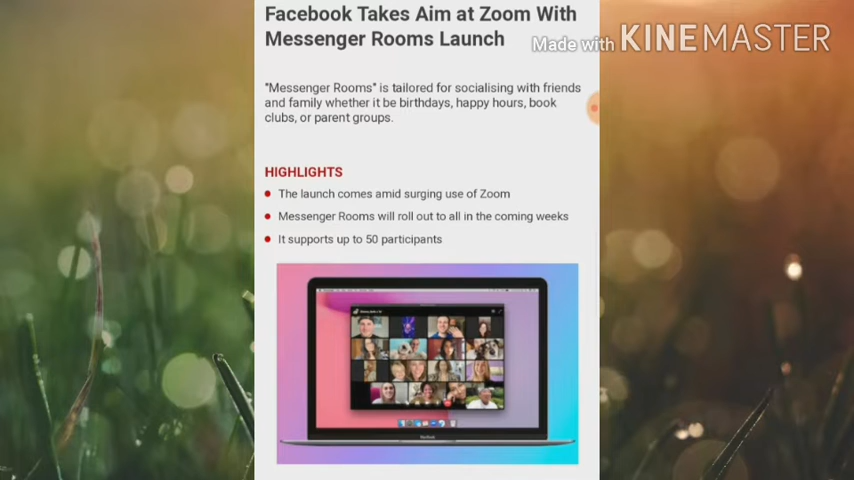 Facebook Takes Aim at Zoom With
Messenger Rooms Launch
Made with KINEMASTER
"Messenger Rooms" is tailored for socialising with friends
and family whether it be birthdays, happy hours, book
clubs, or parent groups.
HIGHLIGHTS
The launch comes amid surging use of Zoom
Messenger Rooms will roll out to all in the coming weeks
It supports up to 50 participants